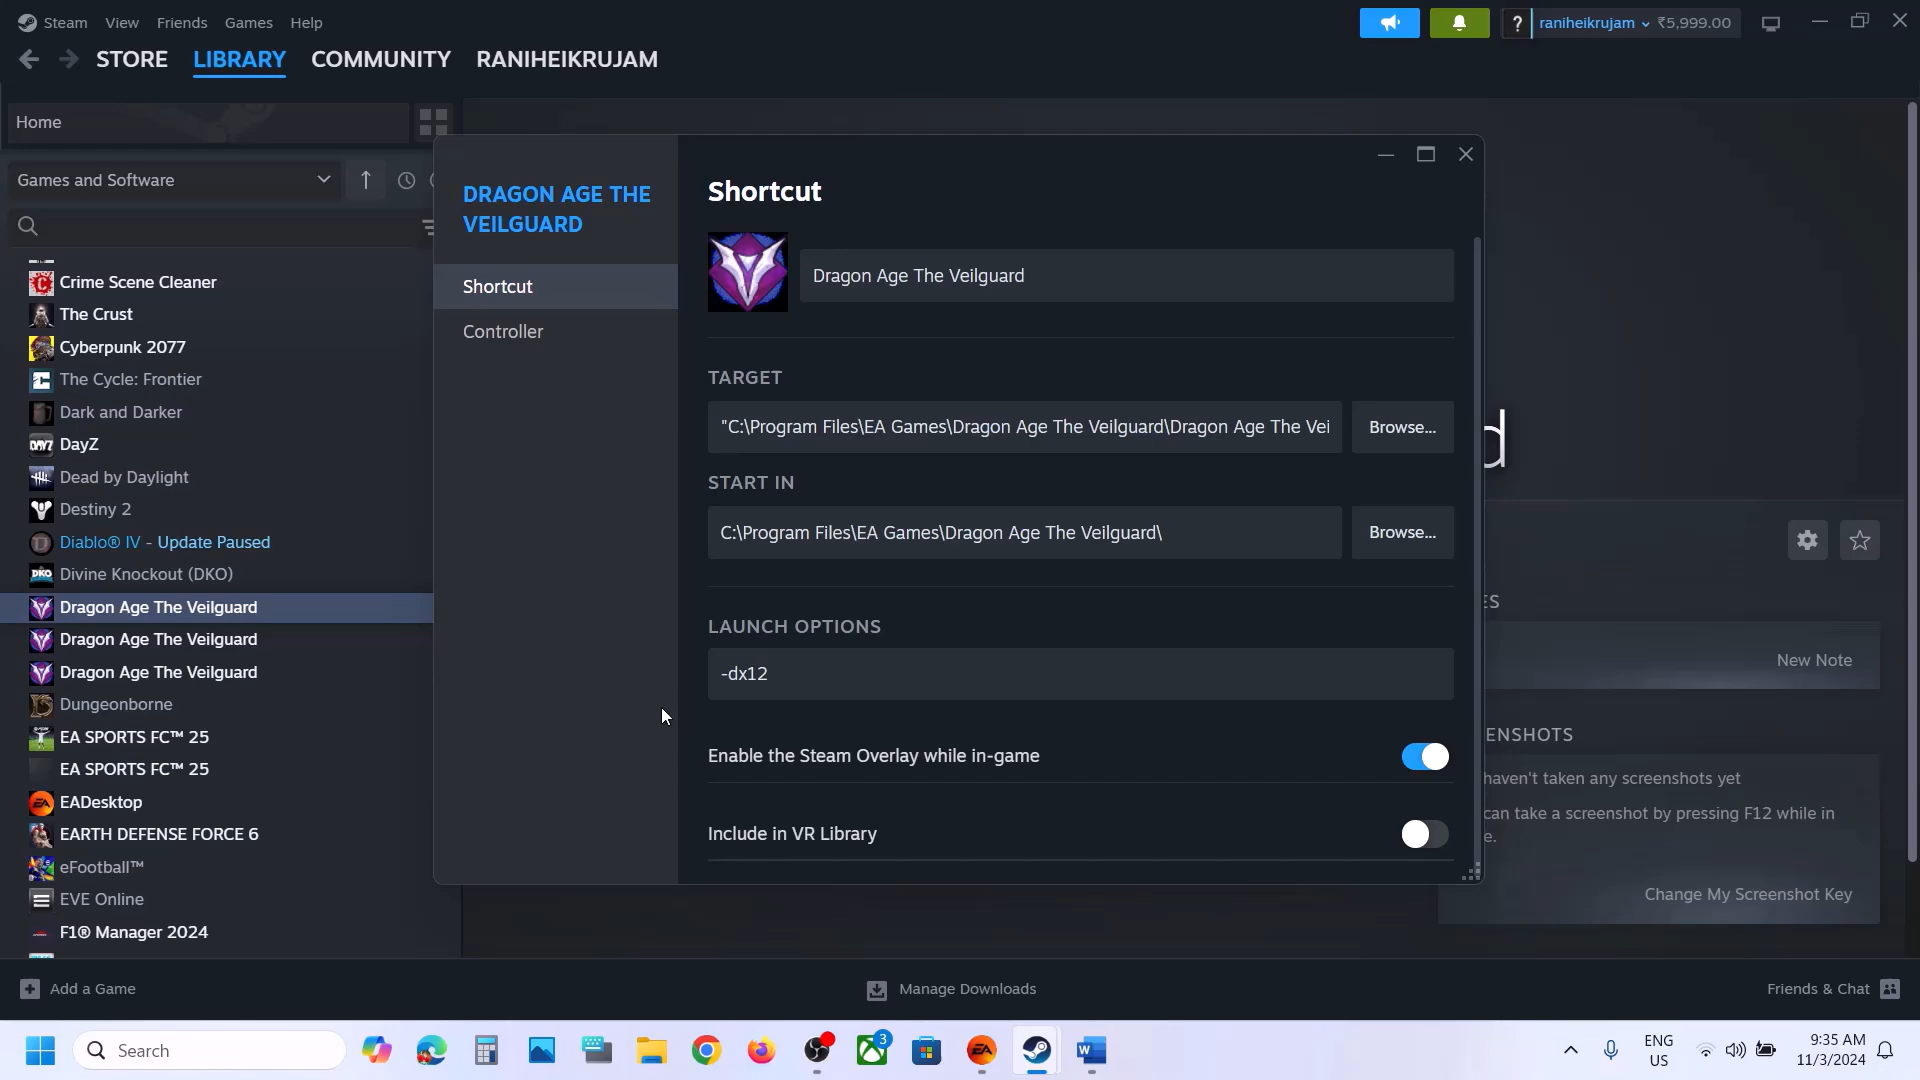 Steam View Friends Games Help
? raniheikrujam ₹5,999.00
STORE LIBRARY COMMUNITY RANIHEIKRUJAM
Home
Games and Software
Crime Scene Cleaner
The Crust
Cyberpunk 2077
The Cycle: Frontier
Dark and Darker
DayZ
Dead by Daylight
Destiny 2
Diablo® IV - Update Paused
Divine Knockout (DKO)
Dragon Age The Veilguard
Dragon Age The Veilguard
Dragon Age The Veilguard
Dungeonborne
EA SPORTS FC™ 25
EA SPORTS FC™ 25
EADesktop
EARTH DEFENSE FORCE 6
eFootball™
EVE Online
F1® Manager 2024
DRAGON AGE THE
VEILGUARD
Shortcut
Controller
Shortcut
Dragon Age The Veilguard
TARGET
"C:\Program Files\EA Games\Dragon Age The Veilguard\Dragon Age The Vei
Browse...
START IN
C:\Program Files\EA Games\Dragon Age The Veilguard\
Browse...
LAUNCH OPTIONS
-dx12
Enable the Steam Overlay while in-game
Include in VR Library
d
ES
New Note
ENSHOTS
haven't taken any screenshots yet
can take a screenshot by pressing F12 while in
e.
Change My Screenshot Key
Add a Game
Manage Downloads
Friends & Chat
Search
3
ENG
US
9:35 AM
11/3/2024